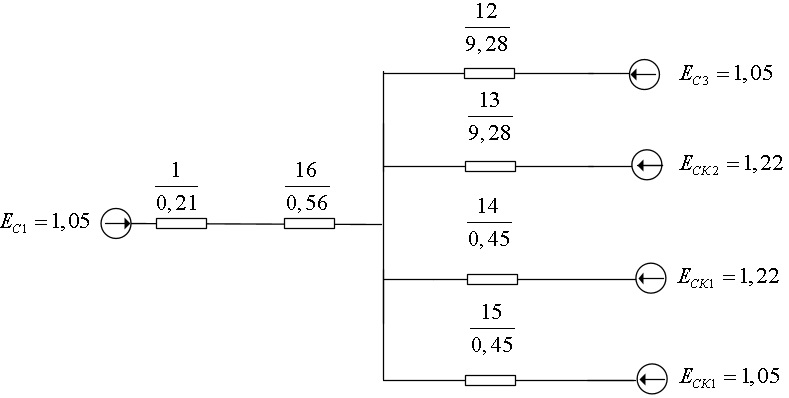 12
9,28
E_C3 = 1,05
13
9,28
E_CK2 = 1,22
1
0,21
16
0,56
E_C1 = 1,05
14
0,45
E_CK1 = 1,22
15
0,45
E_CK1 = 1,05